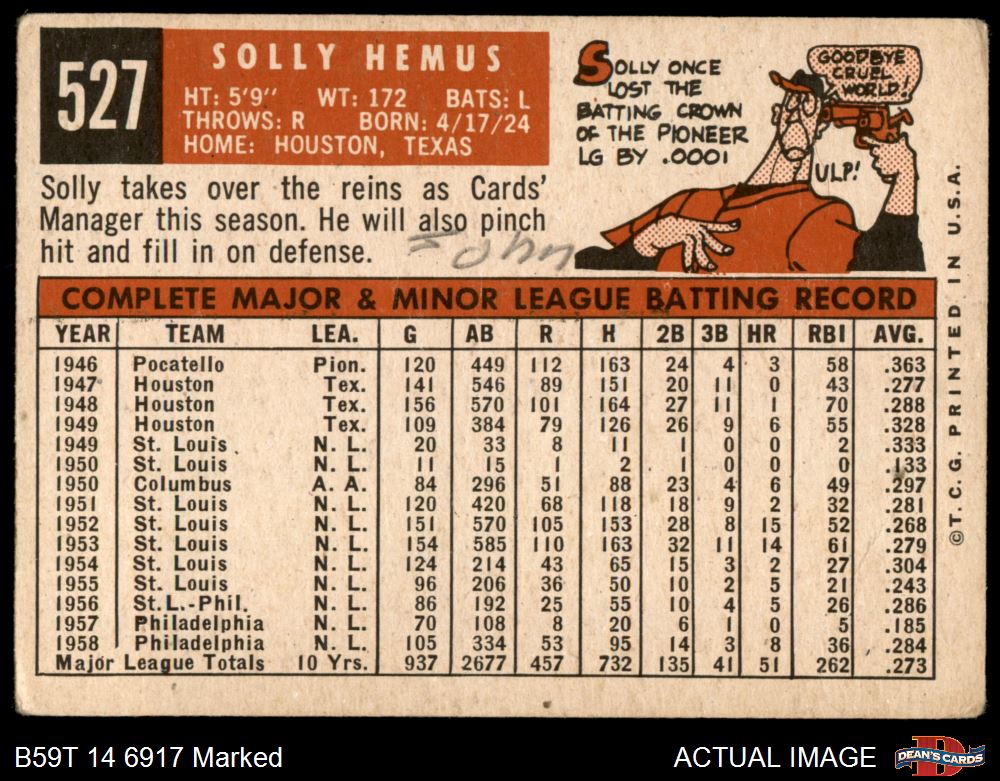 527
SOLLY HEMUS
HT: 5'9" WT: 172 BATS: L
THROWS: R BORN: 4/17/24
HOME: HOUSTON, TEXAS
Solly takes over the reins as Cards'
Manager this season. He will also pinch
hit and fill in on defense.
John
SOLLY ONCE
LOST THE
BATTING CROWN
OF THE PIONEER
LG BY .0001
GOODBYE
CRUEL
WORLD!
ULP!
COMPLETE MAJOR & MINOR LEAGUE BATTING RECORD
YEAR TEAM LEA. G AB R H 2B 3B HR RBI AVG.
1946 Pocatello Pion. 120 449 112 163 24 4 3 58 .363
1947 Houston Tex. 141 546 89 151 20 11 0 43 .277
1948 Houston Tex. 156 570 101 164 27 11 1 70 .288
1949 Houston Tex. 109 384 79 126 26 9 6 55 .328
1949 St. Louis N. L. 20 33 8 11 1 0 0 2 .333
1950 St. Louis N. L. 11 15 1 2 1 0 0 0 .133
1950 Columbus A. A. 84 296 51 88 23 4 6 49 .297
1951 St. Louis N. L. 120 420 68 118 18 9 2 32 .281
1952 St. Louis N. L. 151 570 105 153 28 8 15 52 .268
1953 St. Louis N. L. 154 585 110 163 32 11 14 61 .279
1954 St. Louis N. L. 124 214 43 65 15 3 2 27 .304
1955 St. Louis N. L. 96 206 36 50 10 2 5 21 .243
1956 St.L.-Phil. N. L. 86 192 25 55 10 4 5 26 .286
1957 Philadelphia N. L. 70 108 8 20 6 1 0 5 .185
1958 Philadelphia N. L. 105 334 53 95 14 3 8 36 .284
Major League Totals 10 Yrs. 937 2677 457 732 135 41 51 262 .273
© T. C. G. PRINTED IN U. S. A.
B59T 14 6917 Marked
ACTUAL IMAGE
DEAN'S CARDS